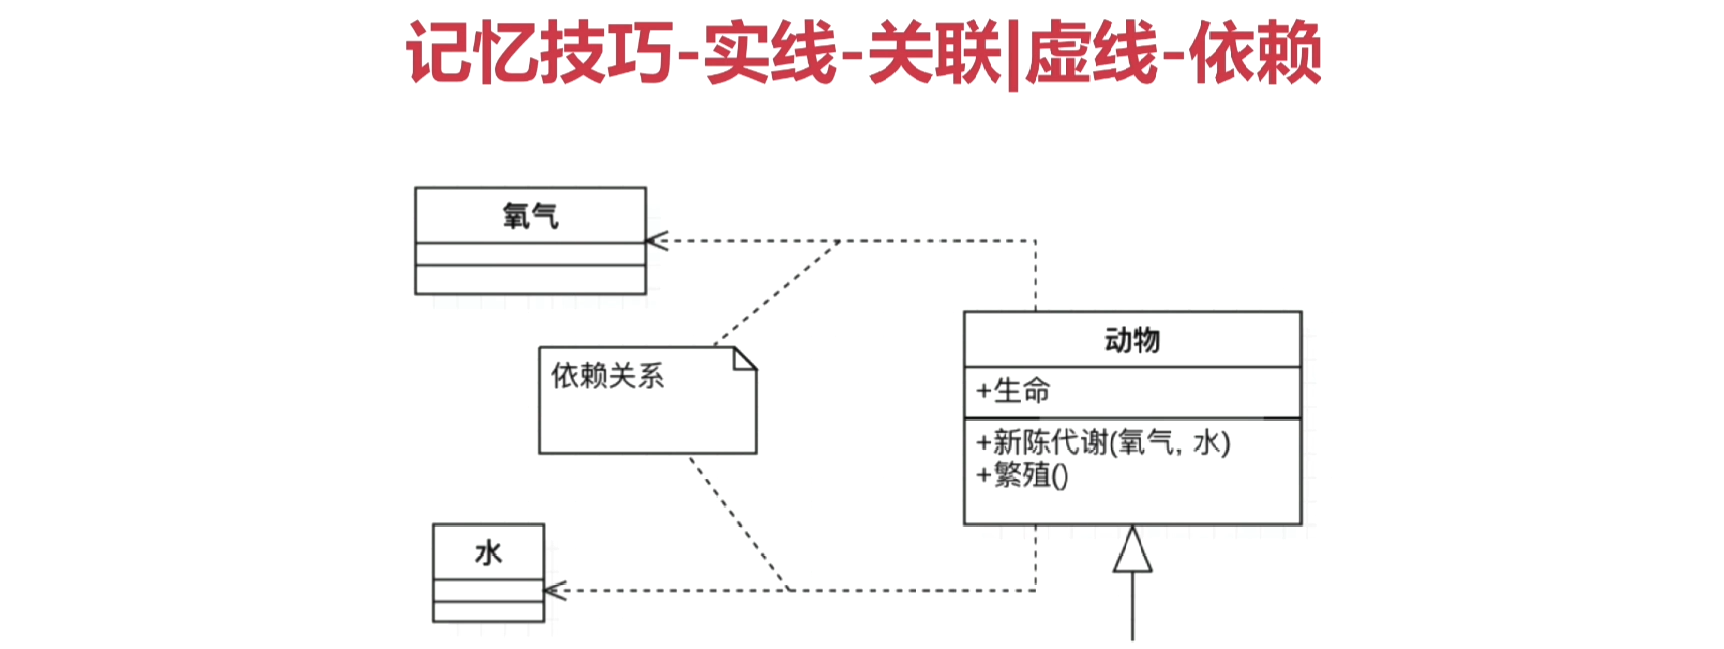 记忆技巧-实线-关联|虚线-依赖
氧气
依赖关系
动物
+生命
+新陈代谢(氧气, 水)
+繁殖()
水